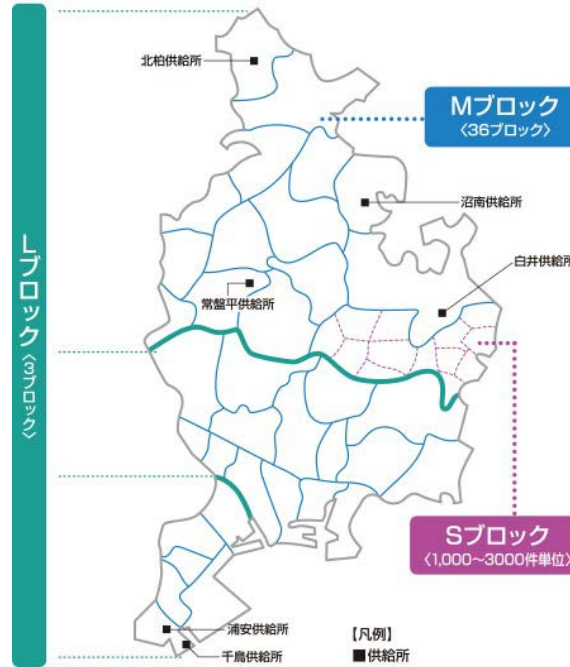 北柏供給所
Mブロック
〈36ブロック〉
沼南供給所
白井供給所
常盤平供給所
Lブロック〈3ブロック〉
Sブロック
〈1,000～3000件単位〉
浦安供給所
千鳥供給所
【凡例】
■供給所